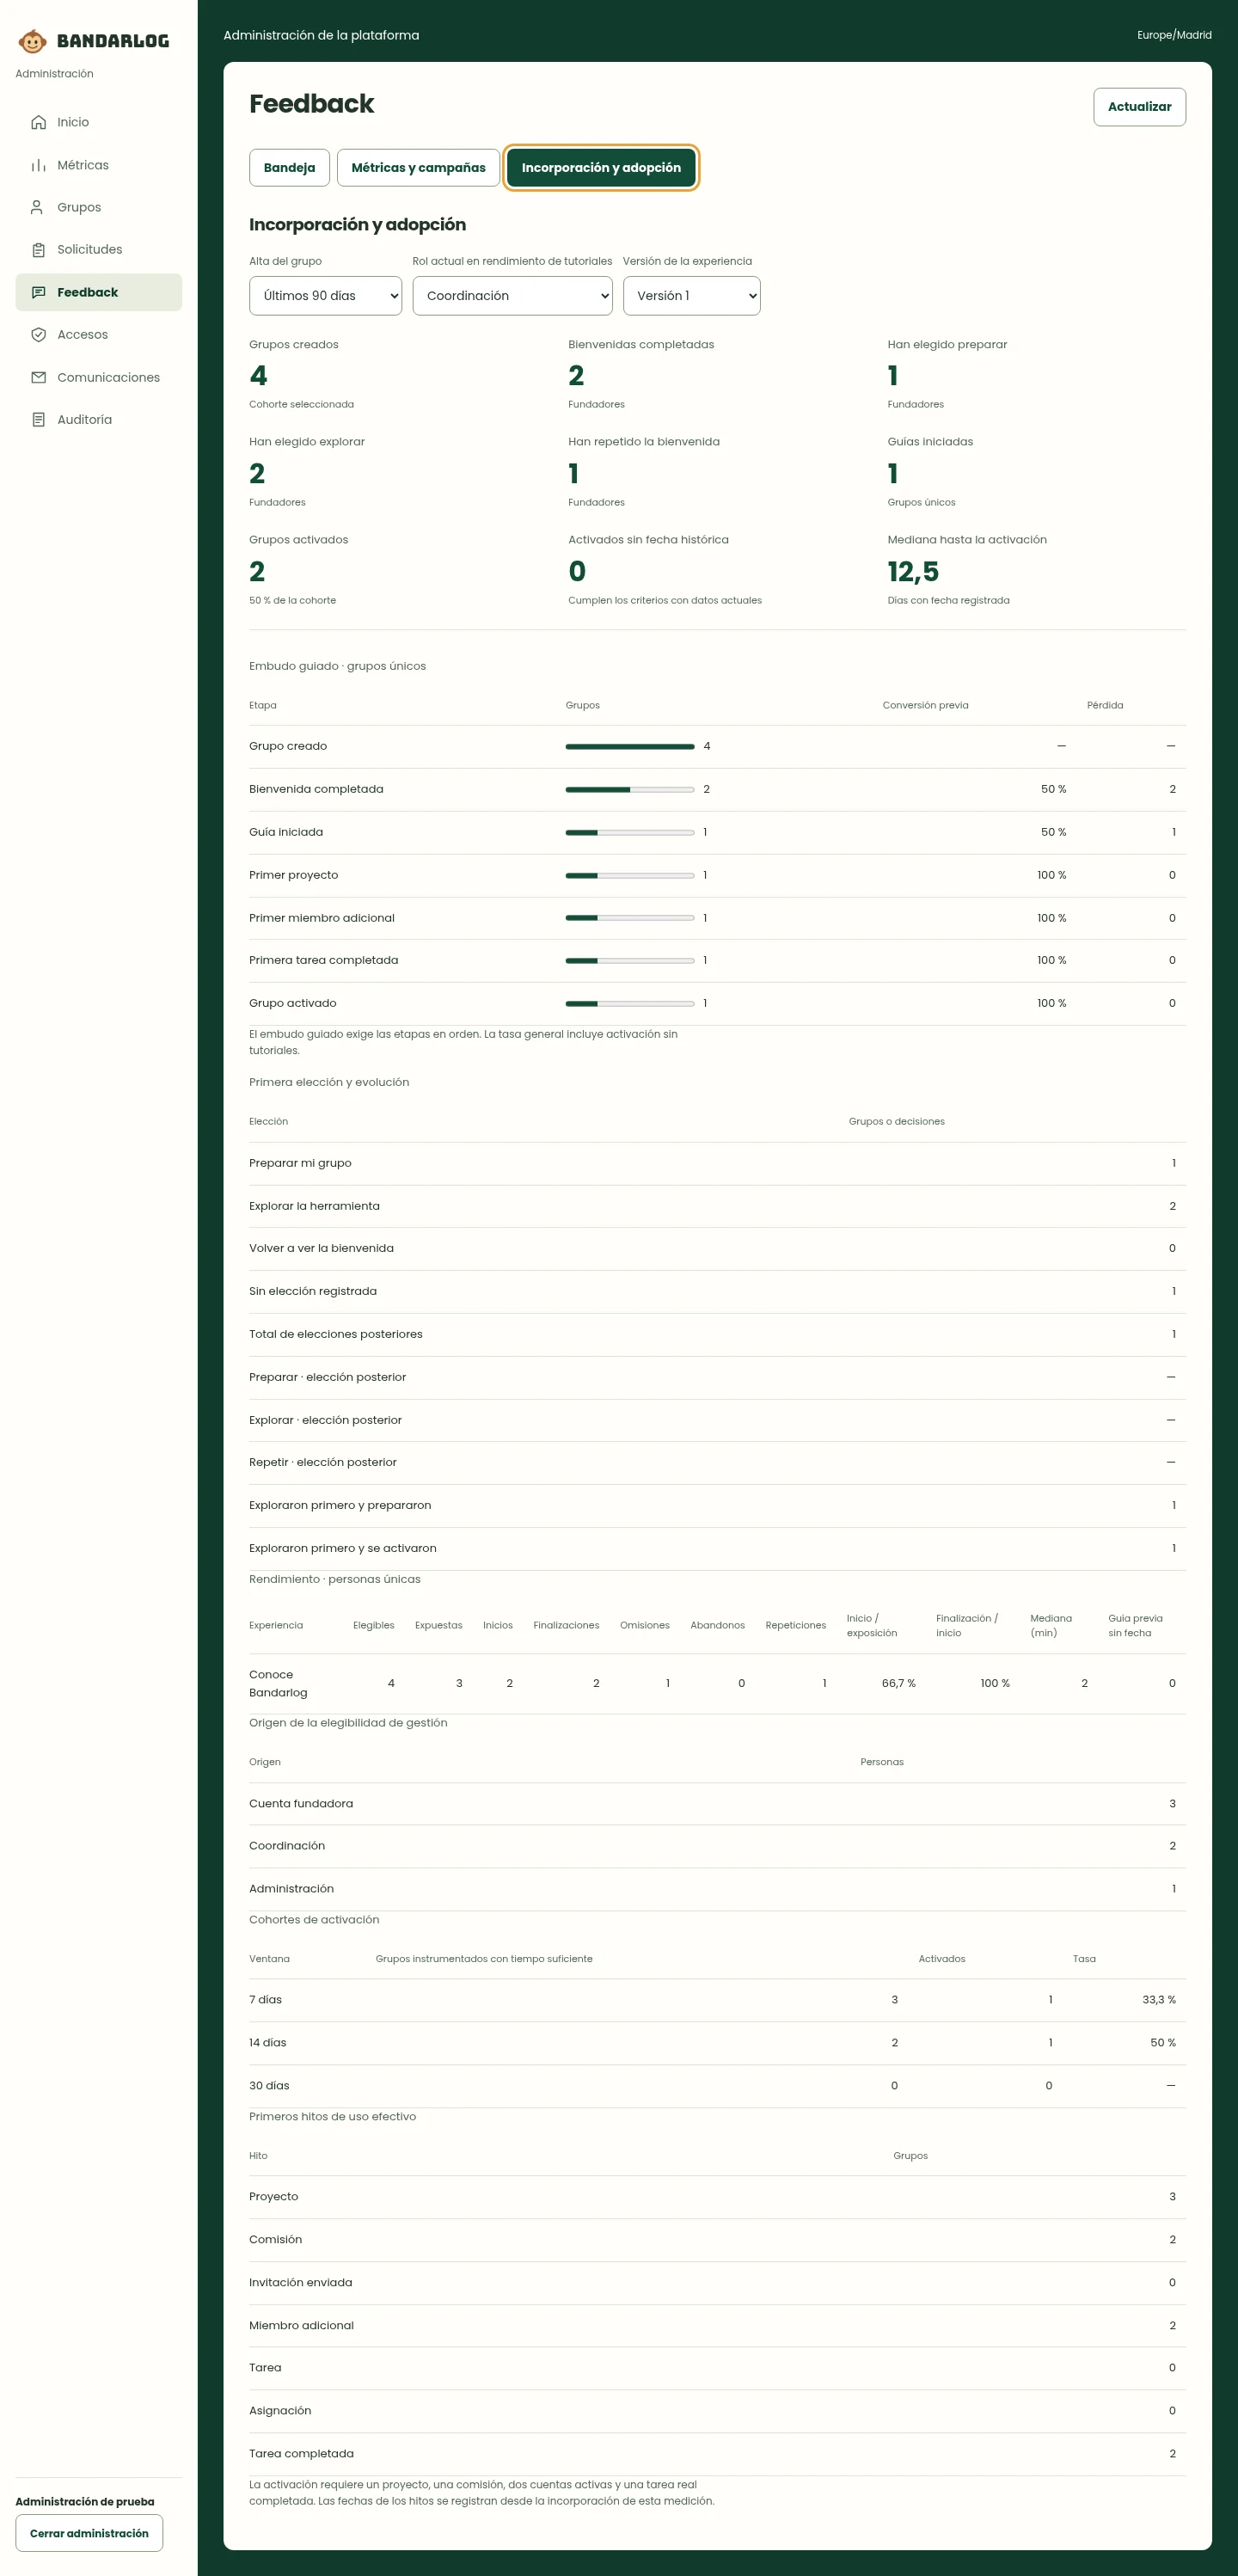 BANDARLOG
Administración
Inicio
Métricas
Grupos
Solicitudes
Feedback
Accesos
Comunicaciones
Auditoría
Administración de prueba
Cerrar administración
Administración de la plataforma
Europe/Madrid
Feedback
Actualizar
Bandeja
Métricas y campañas
Incorporación y adopción
Incorporación y adopción
Alta del grupo
Rol actual en rendimiento de tutoriales
Versión de la experiencia
Últimos 90 días
Coordinación
Versión 1
Grupos creados
4
Cohorte seleccionada
Bienvenidas completadas
2
Fundadores
Han elegido preparar
1
Fundadores
Han elegido explorar
2
Fundadores
Han repetido la bienvenida
1
Fundadores
Guías iniciadas
1
Grupos únicos
Grupos activados
2
50 % de la cohorte
Activados sin fecha histórica
0
Cumplen los criterios con datos actuales
Mediana hasta la activación
12,5
Días con fecha registrada
Embudo guiado · grupos únicos
Etapa Grupos Conversión previa Pérdida
Grupo creado 4 — —
Bienvenida completada 2 50 % 2
Guía iniciada 1 50 % 1
Primer proyecto 1 100 % 0
Primer miembro adicional 1 100 % 0
Primera tarea completada 1 100 % 0
Grupo activado 1 100 % 0
El embudo guiado exige las etapas en orden. La tasa general incluye activación sin
tutoriales.
Primera elección y evolución
Elección Grupos o decisiones
Preparar mi grupo 1
Explorar la herramienta 2
Volver a ver la bienvenida 0
Sin elección registrada 1
Total de elecciones posteriores 1
Preparar · elección posterior —
Explorar · elección posterior —
Repetir · elección posterior —
Exploraron primero y prepararon 1
Exploraron primero y se activaron 1
Rendimiento · personas únicas
Experiencia Elegibles Expuestas Inicios Finalizaciones Omisiones Abandonos Repeticiones Inicio / exposición Finalización / inicio Mediana (min) Guía previa sin fecha
Conoce Bandarlog 4 3 2 2 1 0 1 66,7 % 100 % 2 0
Origen de la elegibilidad de gestión
Origen Personas
Cuenta fundadora 3
Coordinación 2
Administración 1
Cohortes de activación
Ventana Grupos instrumentados con tiempo suficiente Activados Tasa
7 días 3 1 33,3 %
14 días 2 1 50 %
30 días 0 0 —
Primeros hitos de uso efectivo
Hito Grupos
Proyecto 3
Comisión 2
Invitación enviada 0
Miembro adicional 2
Tarea 0
Asignación 0
Tarea completada 2
La activación requiere un proyecto, una comisión, dos cuentas activas y una tarea real
completada. Las fechas de los hitos se registran desde la incorporación de esta medición.